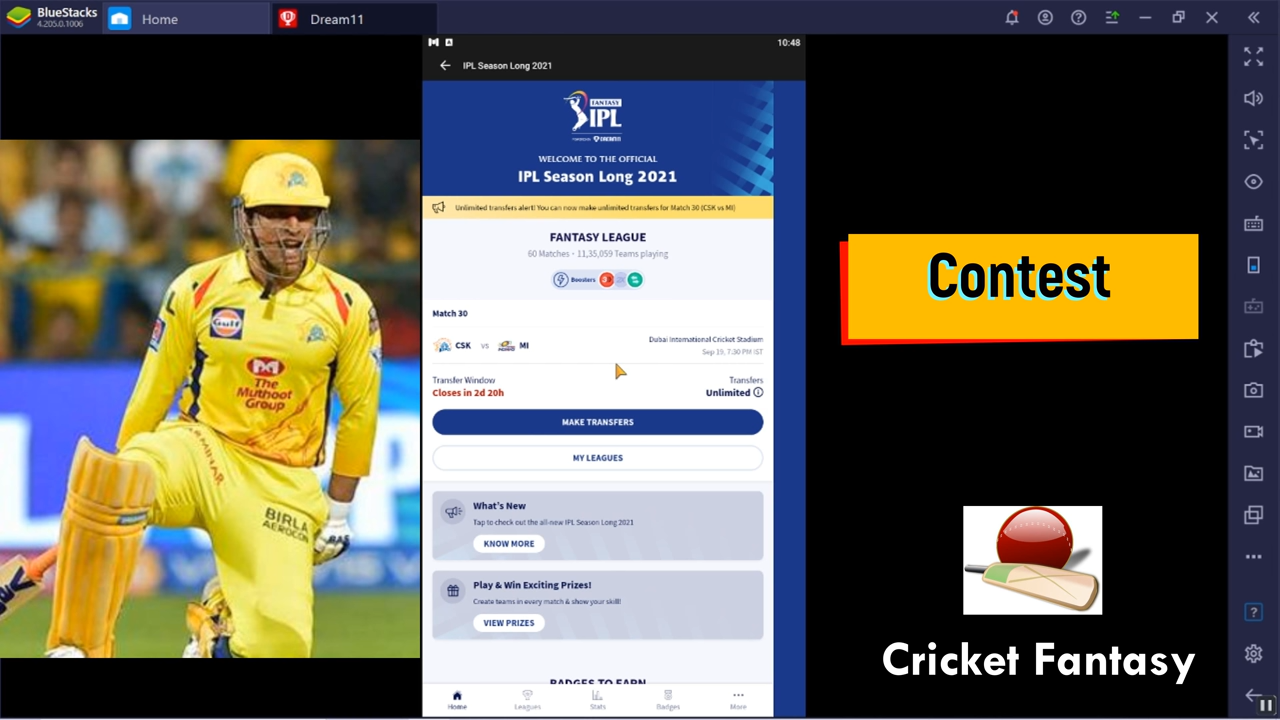 BlueStacks
4.205.0.1006
Home
Dream11
10:48
IPL Season Long 2021
FANTASY
IPL
WELCOME TO THE OFFICIAL
IPL Season Long 2021
Unlimited transfers alert! You can now make unlimited transfers for Match 30 (CSK vs MI)
FANTASY LEAGUE
60 Matches • 11,35,059 Teams playing
Boosters
Match 30
CSK vs MI
Dubai International Cricket Stadium
Sep 19, 7:30 PM IST
Transfer Window
Transfers
Closes in 2d 20h
Unlimited
MAKE TRANSFERS
MY LEAGUES
What's New
Tap to check out the all-new IPL Season Long 2021
KNOW MORE
Play & Win Exciting Prizes!
Create teams in every match & show your skill!
VIEW PRIZES
BADGES TO EARN
Home
Leagues
Stats
Badges
More
Gulf
The
Muthoot
Group
BIRLA
AEROCON
BAS
Contest
Cricket Fantasy